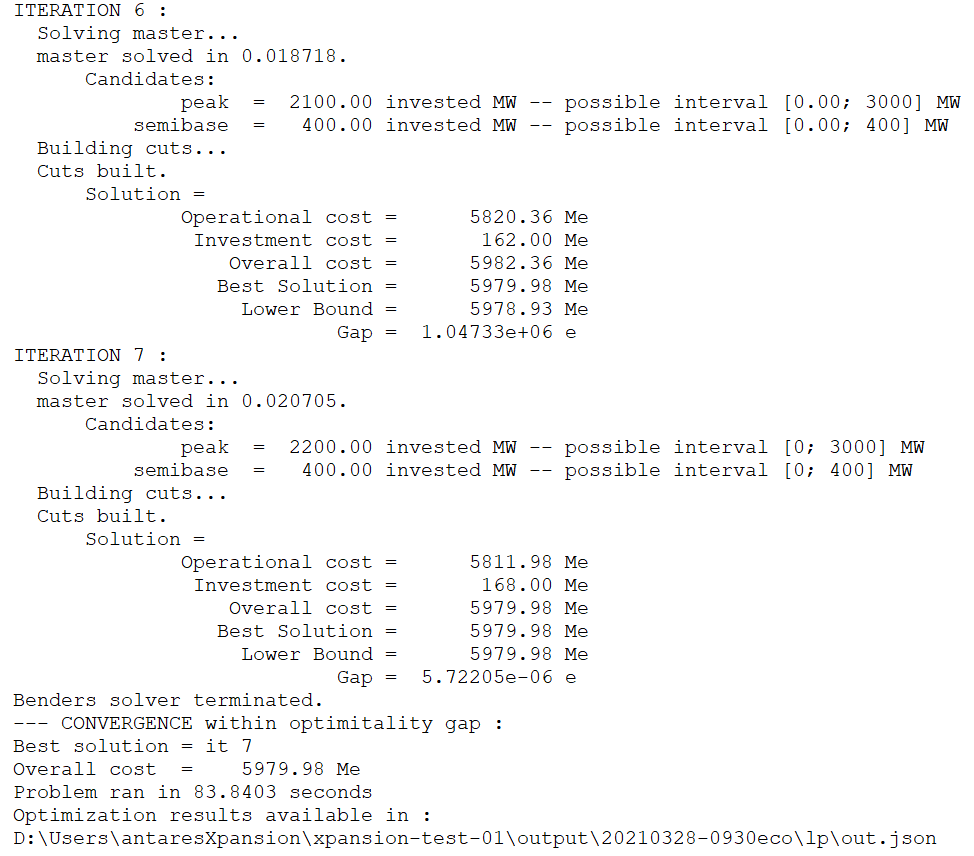 ITERATION 6 :
Solving master...
master solved in 0.018718.
Candidates:
peak = 2100.00 invested MW -- possible interval [0.00; 3000] MW
semibase = 400.00 invested MW -- possible interval [0.00; 400] MW
Building cuts...
Cuts built.
Solution =
Operational cost = 5820.36 Me
Investment cost = 162.00 Me
Overall cost = 5982.36 Me
Best Solution = 5979.98 Me
Lower Bound = 5978.93 Me
Gap = 1.04733e+06 e
ITERATION 7 :
Solving master...
master solved in 0.020705.
Candidates:
peak = 2200.00 invested MW -- possible interval [0; 3000] MW
semibase = 400.00 invested MW -- possible interval [0; 400] MW
Building cuts...
Cuts built.
Solution =
Operational cost = 5811.98 Me
Investment cost = 168.00 Me
Overall cost = 5979.98 Me
Best Solution = 5979.98 Me
Lower Bound = 5979.98 Me
Gap = 5.72205e-06 e
Benders solver terminated.
--- CONVERGENCE within optimitality gap :
Best solution = it 7
Overall cost = 5979.98 Me
Problem ran in 83.8403 seconds
Optimization results available in :
D:\Users\antaresXpansion\xpansion-test-01\output\20210328-0930eco\lp\out.json